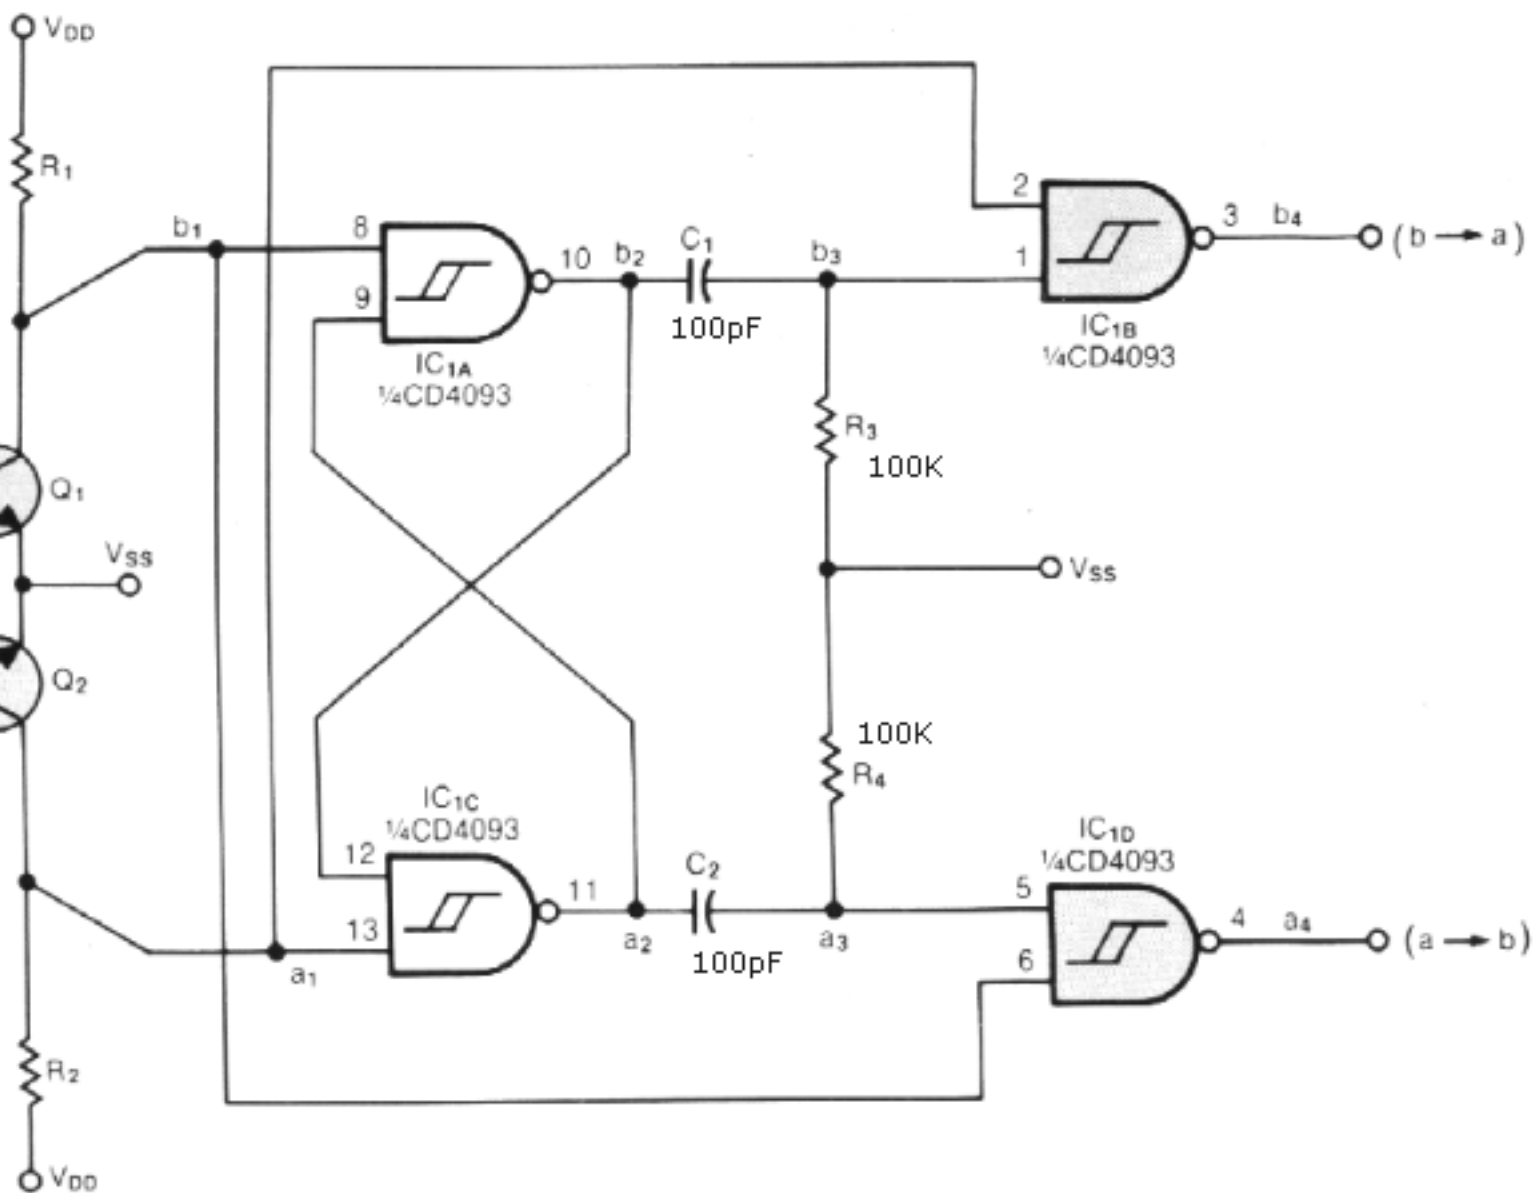 VDD
R1
b1
8
9
IC1A
¼CD4093
10
b2
C1
100pF
b3
2
1
IC1B
¼CD4093
3
b4
(b → a)
R3
100K
Q1
VSS
VSS
Q2
100K
R4
IC1C
¼CD4093
12
13
11
a1
a2
C2
100pF
a3
IC1D
¼CD4093
5
6
4
a4
(a → b)
R2
VDD